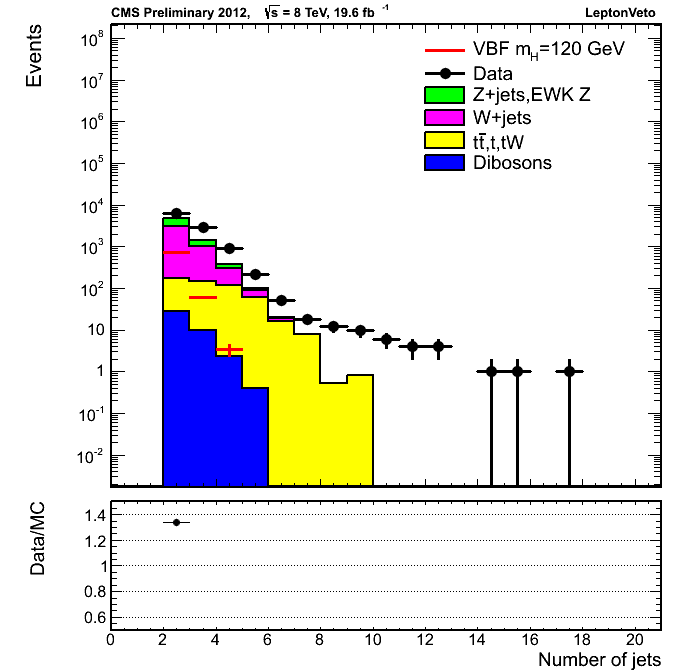 CMS Preliminary 2012, √s = 8 TeV, 19.6 fb⁻¹ LeptonVeto
Events
10⁸
10⁷
10⁶
10⁵
10⁴
10³
10²
10
1
10⁻¹
10⁻²
VBF m_H=120 GeV
Data
Z+jets,EWK Z
W+jets
tt̄,t,tW
Dibosons
Data/MC
1.4
1.2
1
0.8
0.6
0 2 4 6 8 10 12 14 16 18 20
Number of jets